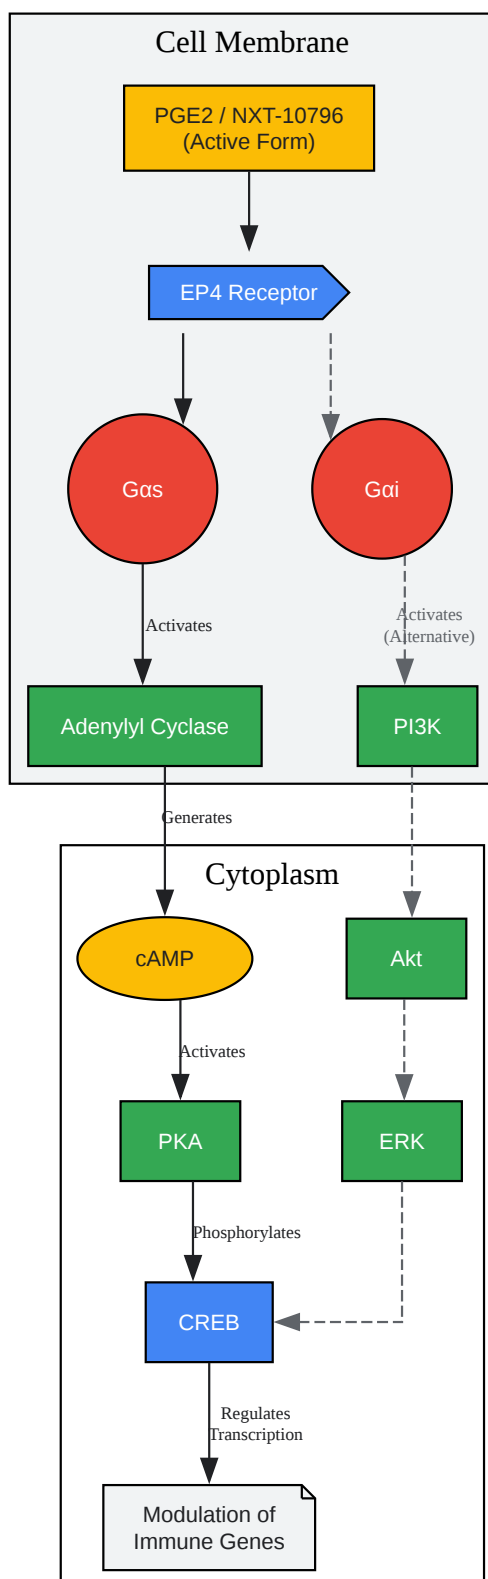 Cell Membrane
PGE2 / NXT-10796
(Active Form)
EP4 Receptor
Gαs
Gαi
Activates
Activates
(Alternative)
Adenylyl Cyclase
PI3K
Generates
Cytoplasm
cAMP
Akt
Activates
PKA
ERK
Phosphorylates
CREB
Regulates
Transcription
Modulation of
Immune Genes